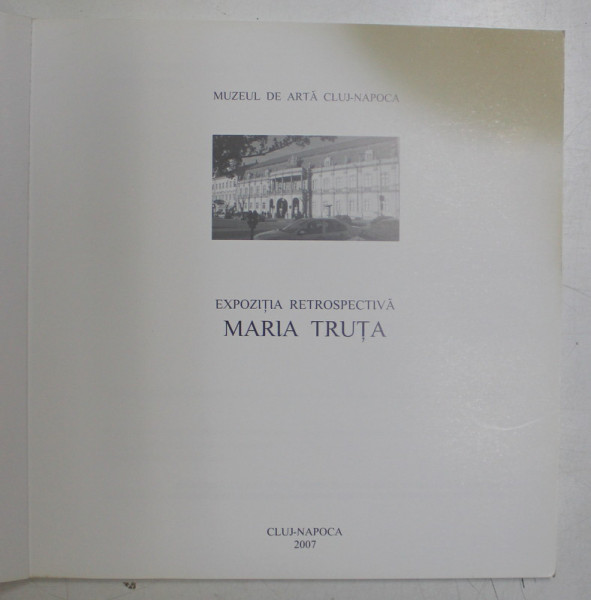 MUZEUL DE ARTĂ CLUJ-NAPOCA
EXPOZIȚIA RETROSPECTIVĂ
MARIA TRUȚA
CLUJ-NAPOCA
2007